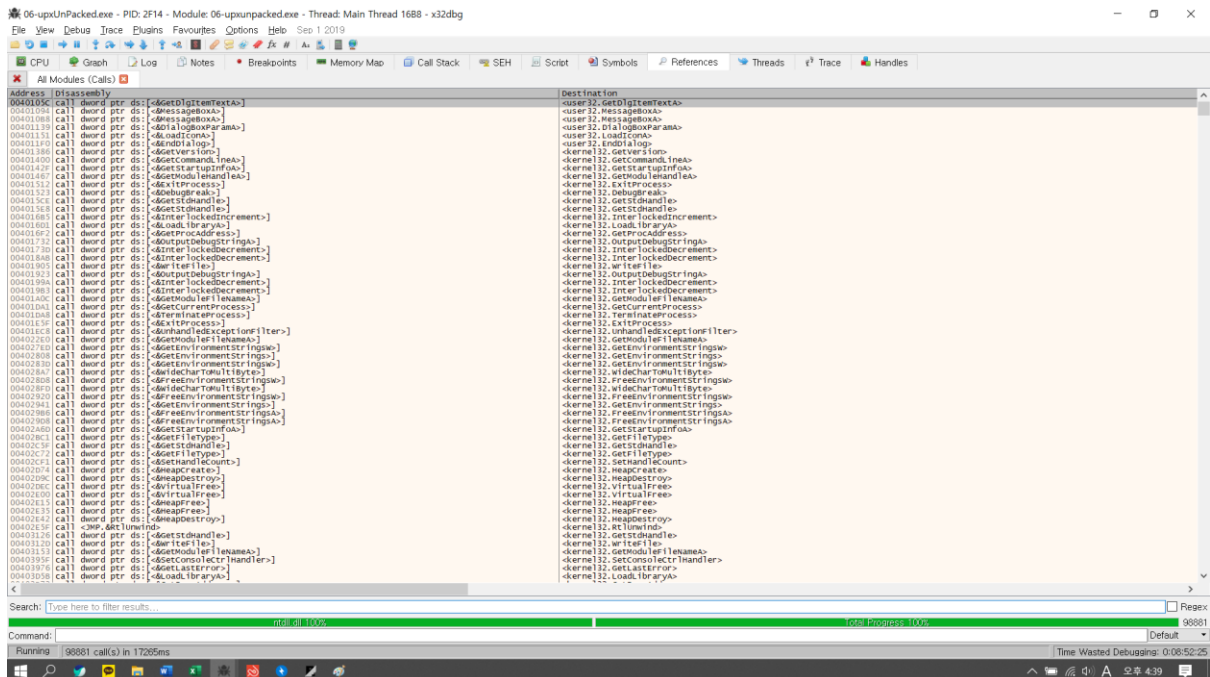 06-upxUnPacked.exe - PID: 2F14 - Module: 06-upxunpacked.exe - Thread: Main Thread 16B8 - x32dbg
File View Debug Trace Plugins Favourites Options Help Sep 1 2019
CPU Graph Log Notes Breakpoints Memory Map Call Stack SEH Script Symbols References Threads Trace Handles
All Modules (Calls)
Address Disassembly Destination
0040105C call dword ptr ds:[<&GetDlgItemTextA>] <user32.GetDlgItemTextA>
00401094 call dword ptr ds:[<&MessageBoxA>] <user32.MessageBoxA>
004010B8 call dword ptr ds:[<&MessageBoxA>] <user32.MessageBoxA>
00401139 call dword ptr ds:[<&DialogBoxParamA>] <user32.DialogBoxParamA>
00401151 call dword ptr ds:[<&LoadIconA>] <user32.LoadIconA>
004011F0 call dword ptr ds:[<&EndDialog>] <user32.EndDialog>
00401386 call dword ptr ds:[<&GetVersion>] <kernel32.GetVersion>
00401400 call dword ptr ds:[<&GetCommandLineA>] <kernel32.GetCommandLineA>
0040142F call dword ptr ds:[<&GetStartupInfoA>] <kernel32.GetStartupInfoA>
00401467 call dword ptr ds:[<&GetModuleHandleA>] <kernel32.GetModuleHandleA>
00401512 call dword ptr ds:[<&ExitProcess>] <kernel32.ExitProcess>
00401523 call dword ptr ds:[<&DebugBreak>] <kernel32.DebugBreak>
004015CE call dword ptr ds:[<&GetStdHandle>] <kernel32.GetStdHandle>
004015E8 call dword ptr ds:[<&GetStdHandle>] <kernel32.GetStdHandle>
004016B5 call dword ptr ds:[<&InterlockedIncrement>] <kernel32.InterlockedIncrement>
004016D1 call dword ptr ds:[<&LoadLibraryA>] <kernel32.LoadLibraryA>
004016F2 call dword ptr ds:[<&GetProcAddress>] <kernel32.GetProcAddress>
00401732 call dword ptr ds:[<&OutputDebugStringA>] <kernel32.OutputDebugStringA>
0040173D call dword ptr ds:[<&InterlockedDecrement>] <kernel32.InterlockedDecrement>
004018AB call dword ptr ds:[<&InterlockedDecrement>] <kernel32.InterlockedDecrement>
00401905 call dword ptr ds:[<&WriteFile>] <kernel32.WriteFile>
00401923 call dword ptr ds:[<&OutputDebugStringA>] <kernel32.OutputDebugStringA>
0040199A call dword ptr ds:[<&InterlockedDecrement>] <kernel32.InterlockedDecrement>
004019B3 call dword ptr ds:[<&InterlockedDecrement>] <kernel32.InterlockedDecrement>
00401A0C call dword ptr ds:[<&GetModuleFileNameA>] <kernel32.GetModuleFileNameA>
00401DA1 call dword ptr ds:[<&GetCurrentProcess>] <kernel32.GetCurrentProcess>
00401DA8 call dword ptr ds:[<&TerminateProcess>] <kernel32.TerminateProcess>
00401E5F call dword ptr ds:[<&ExitProcess>] <kernel32.ExitProcess>
00401EC8 call dword ptr ds:[<&UnhandledExceptionFilter>] <kernel32.UnhandledExceptionFilter>
004022E0 call dword ptr ds:[<&GetModuleFileNameA>] <kernel32.GetModuleFileNameA>
004027ED call dword ptr ds:[<&GetEnvironmentStringsW>] <kernel32.GetEnvironmentStringsW>
00402808 call dword ptr ds:[<&GetEnvironmentStrings>] <kernel32.GetEnvironmentStrings>
0040283D call dword ptr ds:[<&GetEnvironmentStringsW>] <kernel32.GetEnvironmentStringsW>
004028A7 call dword ptr ds:[<&WideCharToMultiByte>] <kernel32.WideCharToMultiByte>
004028D8 call dword ptr ds:[<&FreeEnvironmentStringsW>] <kernel32.FreeEnvironmentStringsW>
004028FD call dword ptr ds:[<&WideCharToMultiByte>] <kernel32.WideCharToMultiByte>
00402920 call dword ptr ds:[<&FreeEnvironmentStringsW>] <kernel32.FreeEnvironmentStringsW>
00402941 call dword ptr ds:[<&GetEnvironmentStrings>] <kernel32.GetEnvironmentStrings>
004029B6 call dword ptr ds:[<&FreeEnvironmentStringsA>] <kernel32.FreeEnvironmentStringsA>
004029D8 call dword ptr ds:[<&FreeEnvironmentStringsA>] <kernel32.FreeEnvironmentStringsA>
00402A6D call dword ptr ds:[<&GetStartupInfoA>] <kernel32.GetStartupInfoA>
00402BC1 call dword ptr ds:[<&GetFileType>] <kernel32.GetFileType>
00402C5F call dword ptr ds:[<&GetStdHandle>] <kernel32.GetStdHandle>
00402C72 call dword ptr ds:[<&GetFileType>] <kernel32.GetFileType>
00402CF1 call dword ptr ds:[<&SetHandleCount>] <kernel32.SetHandleCount>
00402D74 call dword ptr ds:[<&HeapCreate>] <kernel32.HeapCreate>
00402D9C call dword ptr ds:[<&HeapDestroy>] <kernel32.HeapDestroy>
00402DEC call dword ptr ds:[<&VirtualFree>] <kernel32.VirtualFree>
00402E00 call dword ptr ds:[<&VirtualFree>] <kernel32.VirtualFree>
00402E15 call dword ptr ds:[<&HeapFree>] <kernel32.HeapFree>
00402E35 call dword ptr ds:[<&HeapFree>] <kernel32.HeapFree>
00402E42 call dword ptr ds:[<&HeapDestroy>] <kernel32.HeapDestroy>
00402E5F call <JMP.&RtlUnwind> <kernel32.RtlUnwind>
00403126 call dword ptr ds:[<&GetStdHandle>] <kernel32.GetStdHandle>
0040312D call dword ptr ds:[<&WriteFile>] <kernel32.WriteFile>
00403153 call dword ptr ds:[<&GetModuleFileNameA>] <kernel32.GetModuleFileNameA>
0040395F call dword ptr ds:[<&SetConsoleCtrlHandler>] <kernel32.SetConsoleCtrlHandler>
00403976 call dword ptr ds:[<&GetLastError>] <kernel32.GetLastError>
00403D5B call dword ptr ds:[<&LoadLibraryA>] <kernel32.LoadLibraryA>
Search: Type here to filter results... Regex
ntdll.dll 100% Total Progress 100% 98881
Command: Default
Running 98881 call(s) in 17265ms Time Wasted Debugging: 0:08:52:25
A 오후 4:39